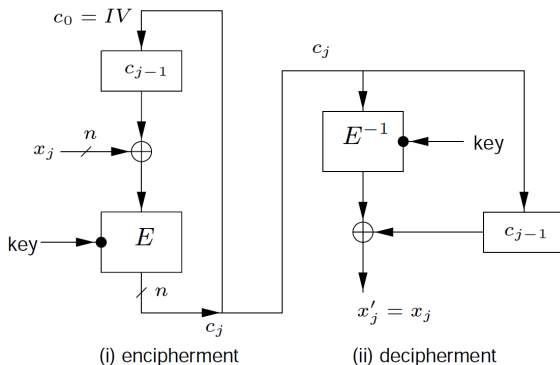 c₀ = IV
cⱼ₋₁
n
xⱼ
key
E
n
cⱼ
(i) encipherment
cⱼ
E⁻¹
key
cⱼ₋₁
x′ⱼ = xⱼ
(ii) decipherment